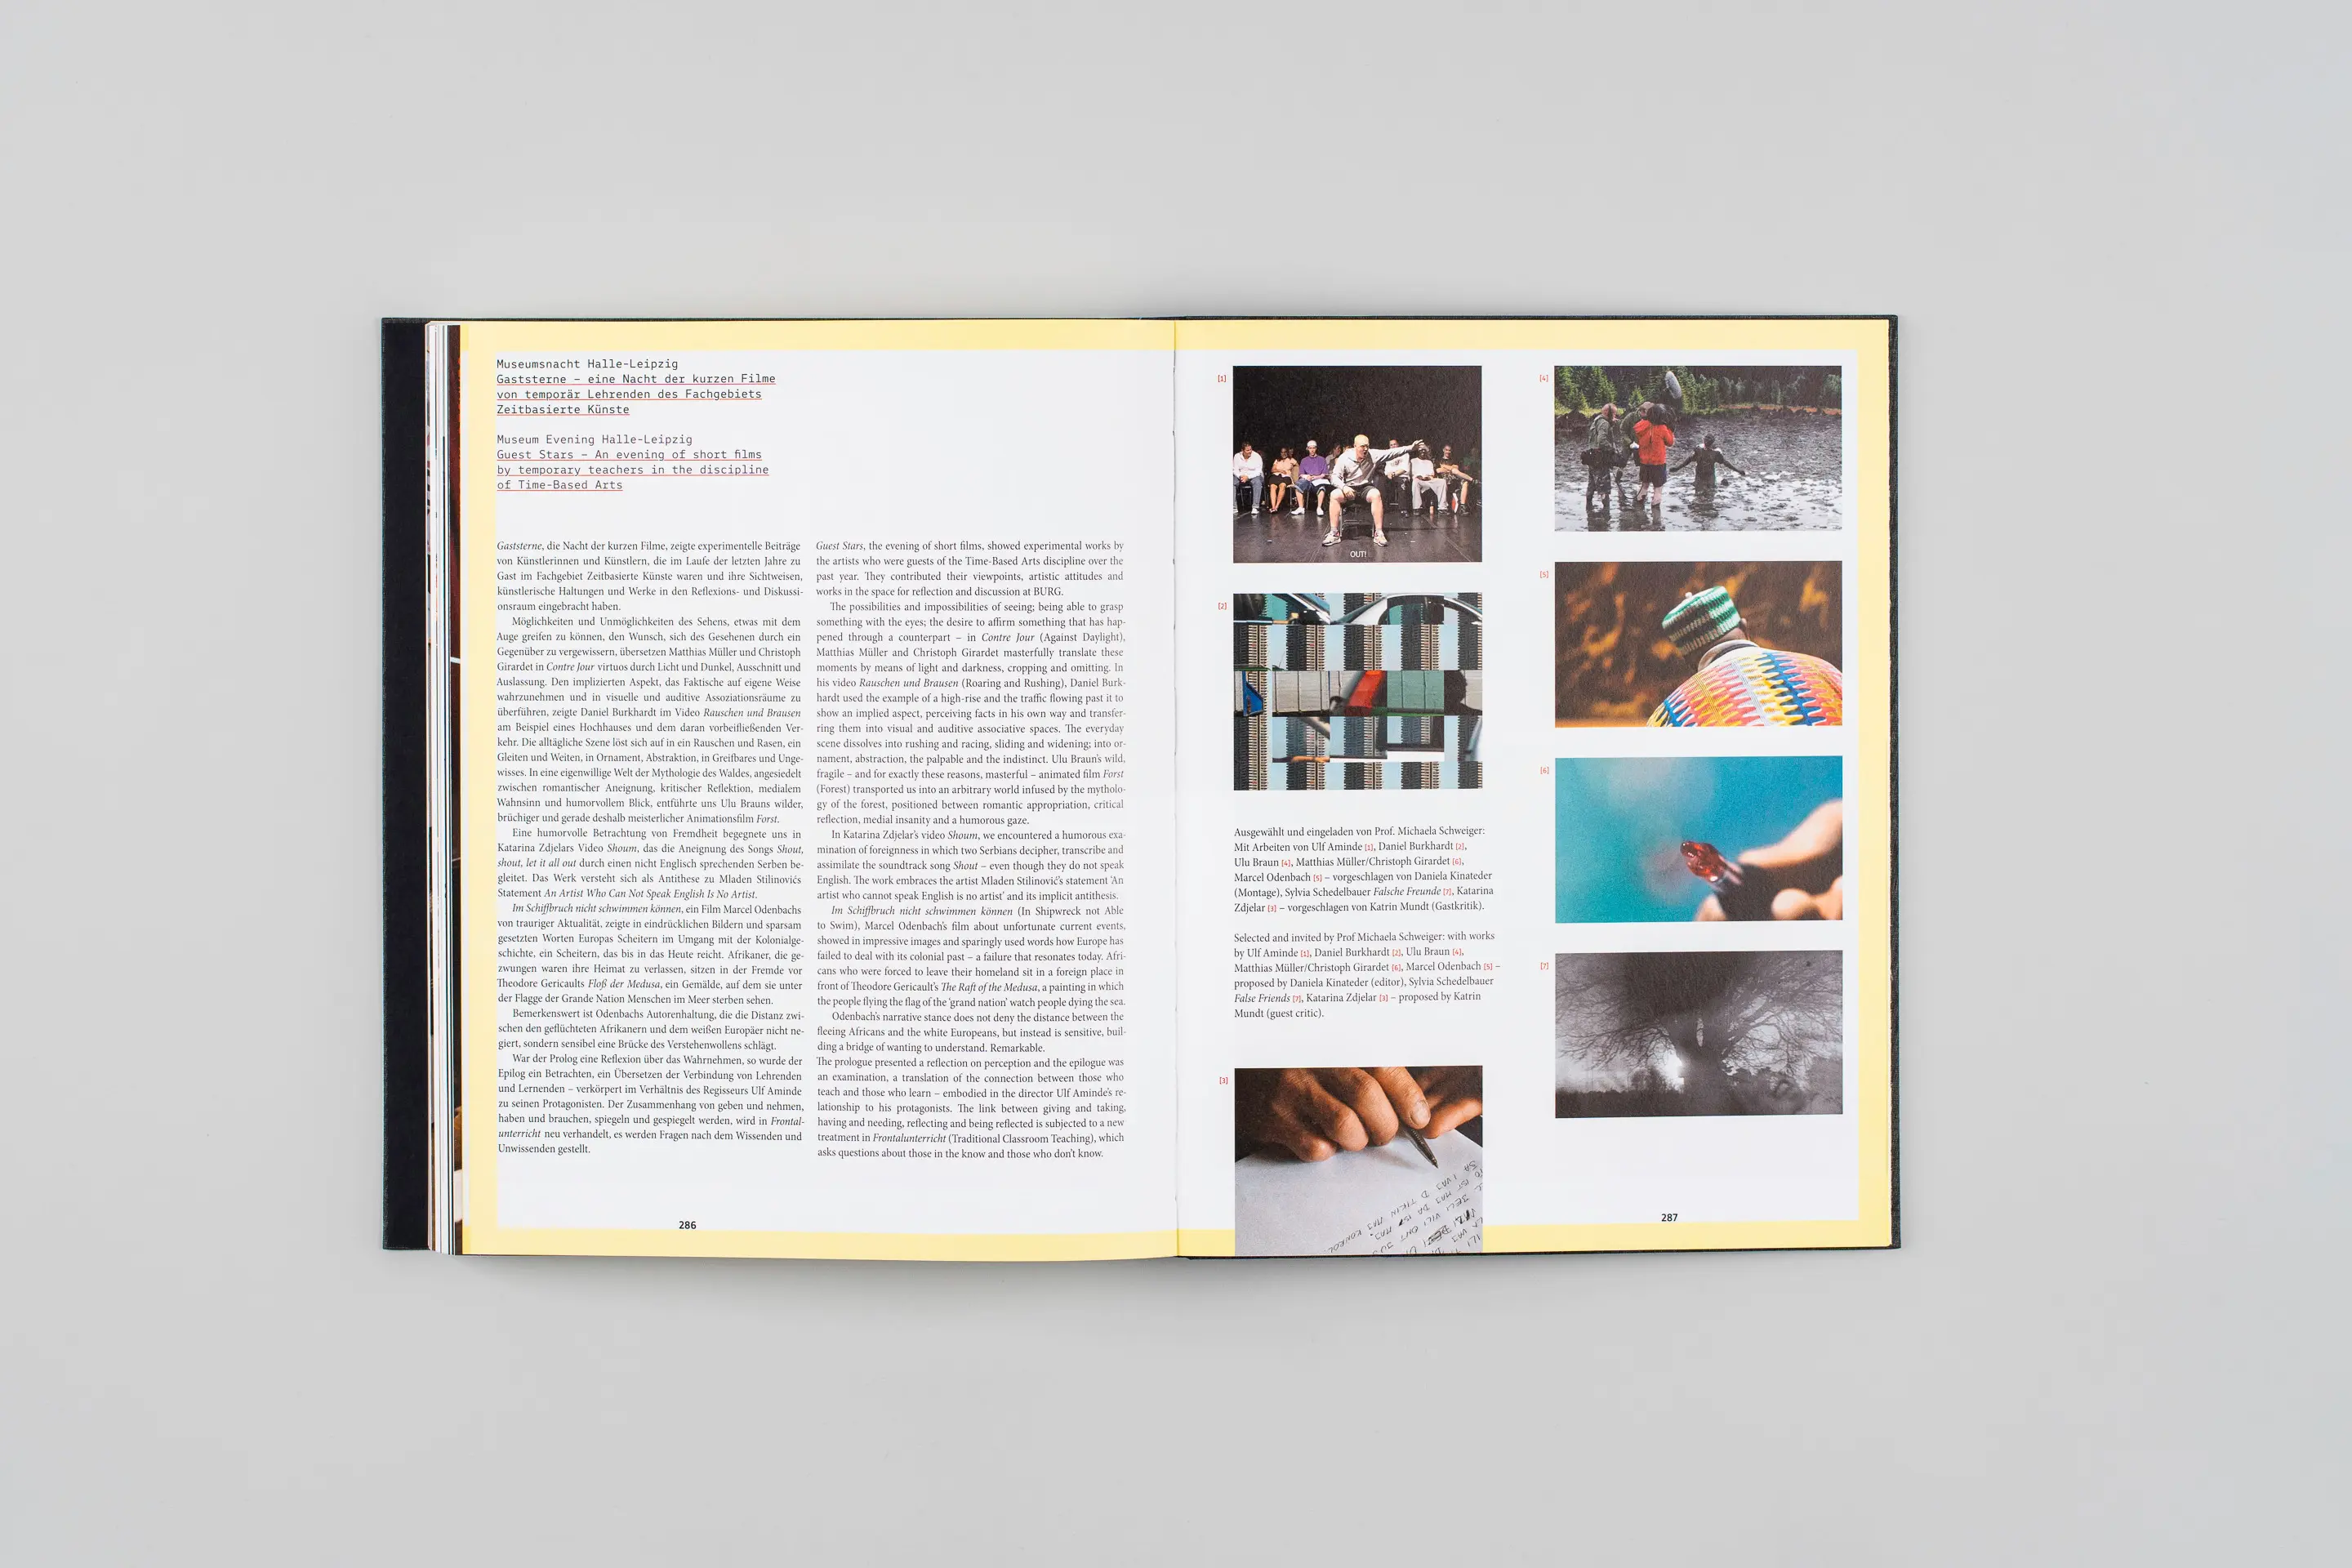 Museumsnacht Halle-Leipzig
Gaststerne – eine Nacht der kurzen Filme
von temporär Lehrenden des Fachgebiets
Zeitbasierte Künste
Museum Evening Halle-Leipzig
Guest Stars – An evening of short films
by temporary teachers in the discipline
of Time-Based Arts
Gaststerne, die Nacht der kurzen Filme, zeigte experimentelle Beiträge
von Künstlerinnen und Künstlern, die im Laufe der letzten Jahre zu
Gast im Fachgebiet Zeitbasierte Künste waren und ihre Sichtweisen,
künstlerische Haltungen und Werke in den Reflexions- und Diskussi-
onsraum eingebracht haben.
Möglichkeiten und Unmöglichkeiten des Sehens, etwas mit dem
Auge greifen zu können, den Wunsch, sich des Gesehenen durch ein
Gegenüber zu vergewissern, übersetzen Matthias Müller und Christoph
Girardet in Contre Jour virtuos durch Licht und Dunkel, Ausschnitt und
Auslassung. Den implizierten Aspekt, das Faktische auf eigene Weise
wahrzunehmen und in visuelle und auditive Assoziationsräume zu
überführen, zeigte Daniel Burkhardt im Video Rauschen und Brausen
am Beispiel eines Hochhauses und dem daran vorbeifließenden Ver-
kehr. Die alltägliche Szene löst sich auf in ein Rauschen und Rasen, ein
Gleiten und Weiten, in Ornament, Abstraktion, in Greifbares und Unge-
wisses. In eine eigenwillige Welt der Mythologie des Waldes, angesiedelt
zwischen romantischer Aneignung, kritischer Reflektion, medialem
Wahnsinn und humorvollem Blick, entführte uns Ulu Brauns wilder,
brüchiger und gerade deshalb meisterlicher Animationsfilm Forst.
Eine humorvolle Betrachtung von Fremdheit begegnete uns in
Katarina Zdjelars Video Shoum, das die Aneignung des Songs Shout,
shout, let it all out durch einen nicht Englisch sprechenden Serben be-
gleitet. Das Werk versteht sich als Antithese zu Mladen Stilinovićs
Statement An Artist Who Can Not Speak English Is No Artist.
Im Schiffbruch nicht schwimmen können, ein Film Marcel Odenbachs
von trauriger Aktualität, zeigte in eindrücklichen Bildern und sparsam
gesetzten Worten Europas Scheitern im Umgang mit der Kolonialge-
schichte, ein Scheitern, das bis in das Heute reicht. Afrikaner, die ge-
zwungen waren ihre Heimat zu verlassen, sitzen in der Fremde vor
Theodore Gericaults Floß der Medusa, ein Gemälde, auf dem sie unter
der Flagge der Grande Nation Menschen im Meer sterben sehen.
Bemerkenswert ist Odenbachs Autorenhaltung, die die Distanz zwi-
schen den geflüchteten Afrikanern und dem weißen Europäer nicht ne-
giert, sondern sensibel eine Brücke des Verstehenwollens schlägt.
War der Prolog eine Reflexion über das Wahrnehmen, so wurde der
Epilog ein Betrachten, ein Übersetzen der Verbindung von Lehrenden
und Lernenden – verkörpert im Verhältnis des Regisseurs Ulf Aminde
zu seinen Protagonisten. Der Zusammenhang von geben und nehmen,
haben und brauchen, spiegeln und gespiegelt werden, wird in Frontal-
unterricht neu verhandelt, es werden Fragen nach dem Wissenden und
Unwissenden gestellt.
Guest Stars, the evening of short films, showed experimental works by
the artists who were guests of the Time-Based Arts discipline over the
past year. They contributed their viewpoints, artistic attitudes and
works in the space for reflection and discussion at BURG.
The possibilities and impossibilities of seeing; being able to grasp
something with the eyes; the desire to affirm something that has hap-
pened through a counterpart – in Contre Jour (Against Daylight),
Matthias Müller and Christoph Girardet masterfully translate these
moments by means of light and darkness, cropping and omitting. In
his video Rauschen und Brausen (Roaring and Rushing), Daniel Burk-
hardt used the example of a high-rise and the traffic flowing past it to
show an implied aspect, perceiving facts in his own way and transfer-
ring them into visual and auditive associative spaces. The everyday
scene dissolves into rushing and racing, sliding and widening; into or-
nament, abstraction, the palpable and the indistinct. Ulu Braun's wild,
fragile – and for exactly these reasons, masterful – animated film Forst
(Forest) transported us into an arbitrary world infused by the mytholo-
gy of the forest, positioned between romantic appropriation, critical
reflection, medial insanity and a humorous gaze.
In Katarina Zdjelar's video Shoum, we encountered a humorous exa-
mination of foreignness in which two Serbians decipher, transcribe and
assimilate the soundtrack song Shout – even though they do not speak
English. The work embraces the artist Mladen Stilinović's statement 'An
artist who cannot speak English is no artist' and its implicit antithesis.
Im Schiffbruch nicht schwimmen können (In Shipwreck not Able
to Swim), Marcel Odenbach's film about unfortunate current events,
showed in impressive images and sparingly used words how Europe has
failed to deal with its colonial past – a failure that resonates today. Afri-
cans who were forced to leave their homeland sit in a foreign place in
front of Theodore Gericault's The Raft of the Medusa, a painting in which
the people flying the flag of the 'grand nation' watch people dying the sea.
Odenbach's narrative stance does not deny the distance between the
fleeing Africans and the white Europeans, but instead is sensitive, buil-
ding a bridge of wanting to understand. Remarkable.
The prologue presented a reflection on perception and the epilogue was
an examination, a translation of the connection between those who
teach and those who learn – embodied in the director Ulf Aminde's re-
lationship to his protagonists. The link between giving and taking,
having and needing, reflecting and being reflected is subjected to a new
treatment in Frontalunterricht (Traditional Classroom Teaching), which
asks questions about those in the know and those who don't know.
286
[1]
OUT!
[2]
Ausgewählt und eingeladen von Prof. Michaela Schweiger:
Mit Arbeiten von Ulf Aminde [1], Daniel Burkhardt [2],
Ulu Braun [4], Matthias Müller/Christoph Girardet [6],
Marcel Odenbach [5] – vorgeschlagen von Daniela Kinateder
(Montage), Sylvia Schedelbauer Falsche Freunde [7], Katarina
Zdjelar [3] – vorgeschlagen von Katrin Mundt (Gastkritik).
Selected and invited by Prof Michaela Schweiger: with works
by Ulf Aminde [1], Daniel Burkhardt [2], Ulu Braun [4],
Matthias Müller/Christoph Girardet [6], Marcel Odenbach [5] –
proposed by Daniela Kinateder (editor), Sylvia Schedelbauer
False Friends [7], Katarina Zdjelar [3] – proposed by Katrin
Mundt (guest critic).
[3]
[4]
[5]
[6]
[7]
287